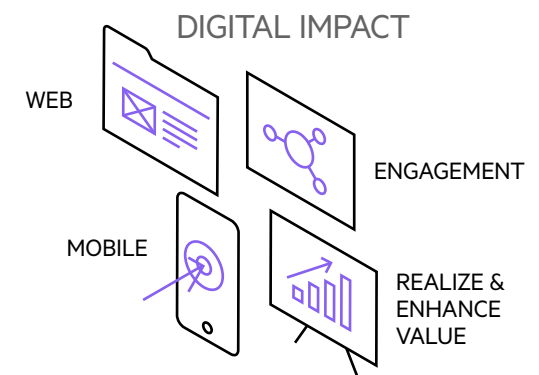 DIGITAL IMPACT
WEB
ENGAGEMENT
MOBILE
REALIZE &
ENHANCE
VALUE